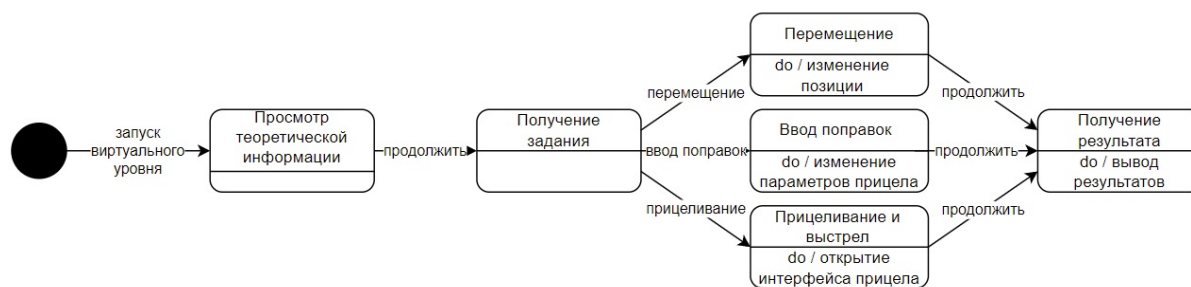 запуск
виртуального
уровня
Просмотр
теоретической
информации
продолжить
Получение
задания
перемещение
ввод поправок
прицеливание
Перемещение
do / изменение
позиции
Ввод поправок
do / изменение
параметров прицела
Прицеливание и
выстрел
do / открытие
интерфейса прицела
продолжить
продолжить
продолжить
Получение
результата
do / вывод
результатов